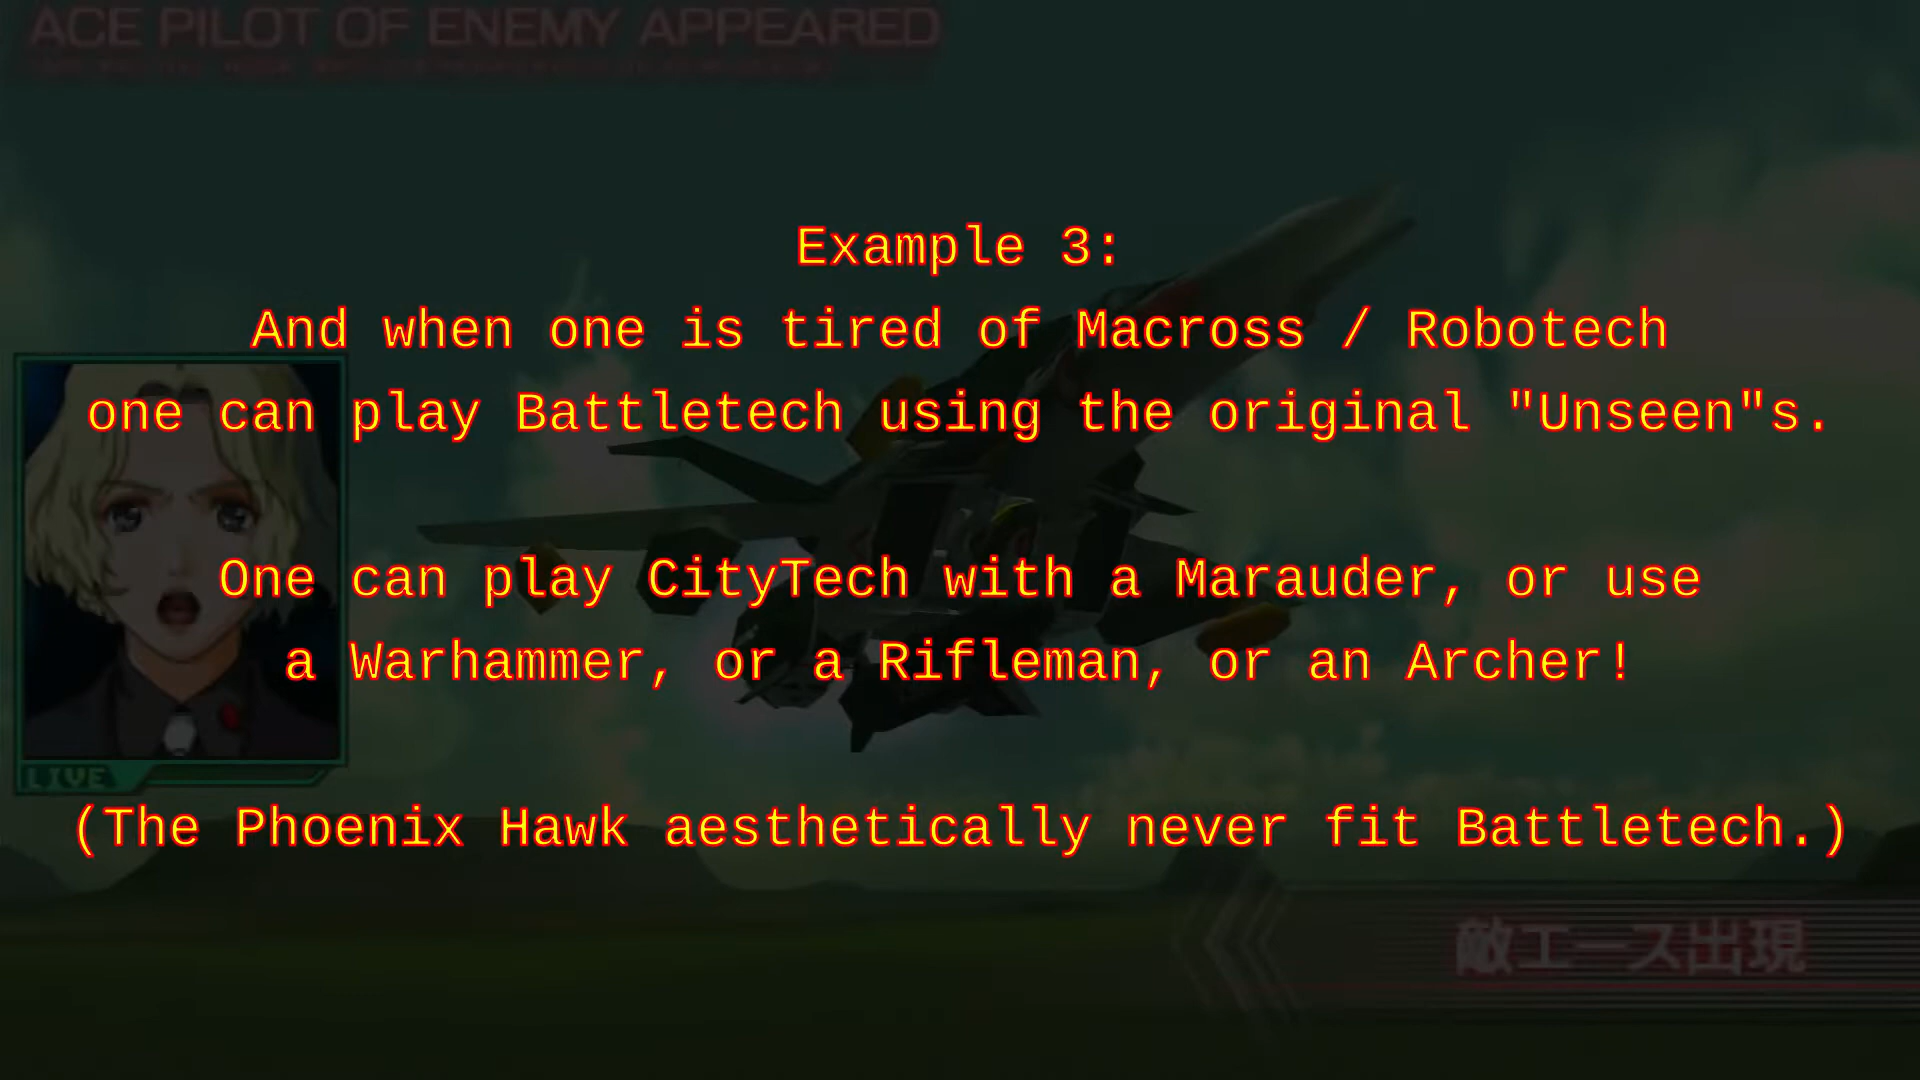 ACE PILOT OF ENEMY APPEARED
Example 3:
And when one is tired of Macross / Robotech
one can play Battletech using the original "Unseen"s.
One can play CityTech with a Marauder, or use
a Warhammer, or a Rifleman, or an Archer!
LIVE
(The Phoenix Hawk aesthetically never fit Battletech.)
敵エース出現